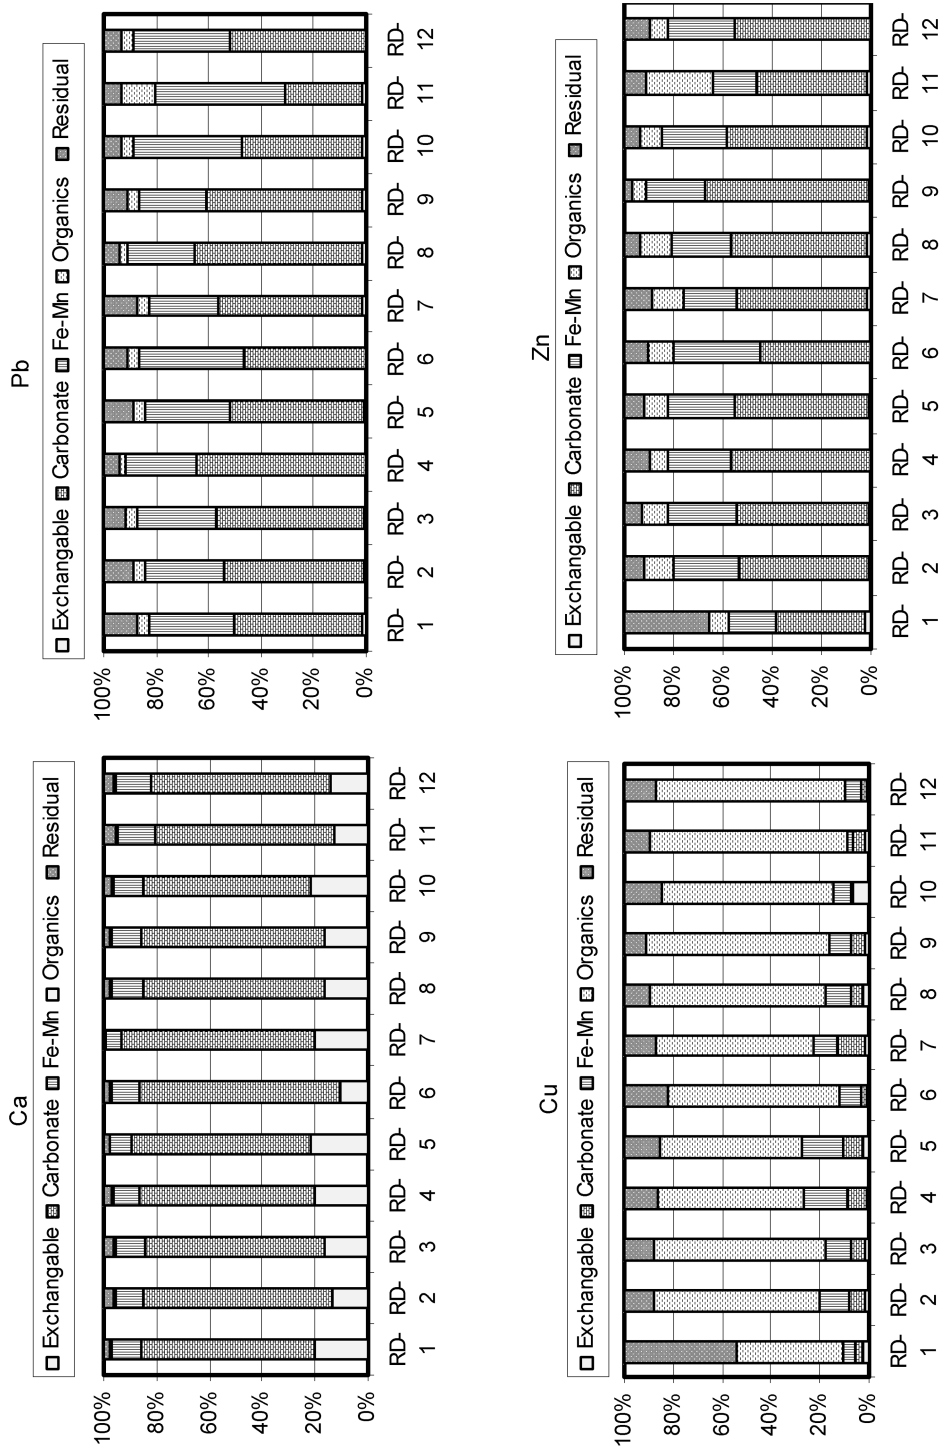 Ca
Exchangable Carbonate Fe-Mn Organics Residual
100%
80%
60%
40%
20%
0%
RD- RD- RD- RD- RD- RD- RD- RD- RD- RD- RD- RD-
1 2 3 4 5 6 7 8 9 10 11 12
Pb
Exchangable Carbonate Fe-Mn Organics Residual
100%
80%
60%
40%
20%
0%
RD- RD- RD- RD- RD- RD- RD- RD- RD- RD- RD- RD-
1 2 3 4 5 6 7 8 9 10 11 12
Cu
Exchangable Carbonate Fe-Mn Organics Residual
100%
80%
60%
40%
20%
0%
RD- RD- RD- RD- RD- RD- RD- RD- RD- RD- RD- RD-
1 2 3 4 5 6 7 8 9 10 11 12
Zn
Exchangable Carbonate Fe-Mn Organics Residual
100%
80%
60%
40%
20%
0%
RD- RD- RD- RD- RD- RD- RD- RD- RD- RD- RD- RD-
1 2 3 4 5 6 7 8 9 10 11 12